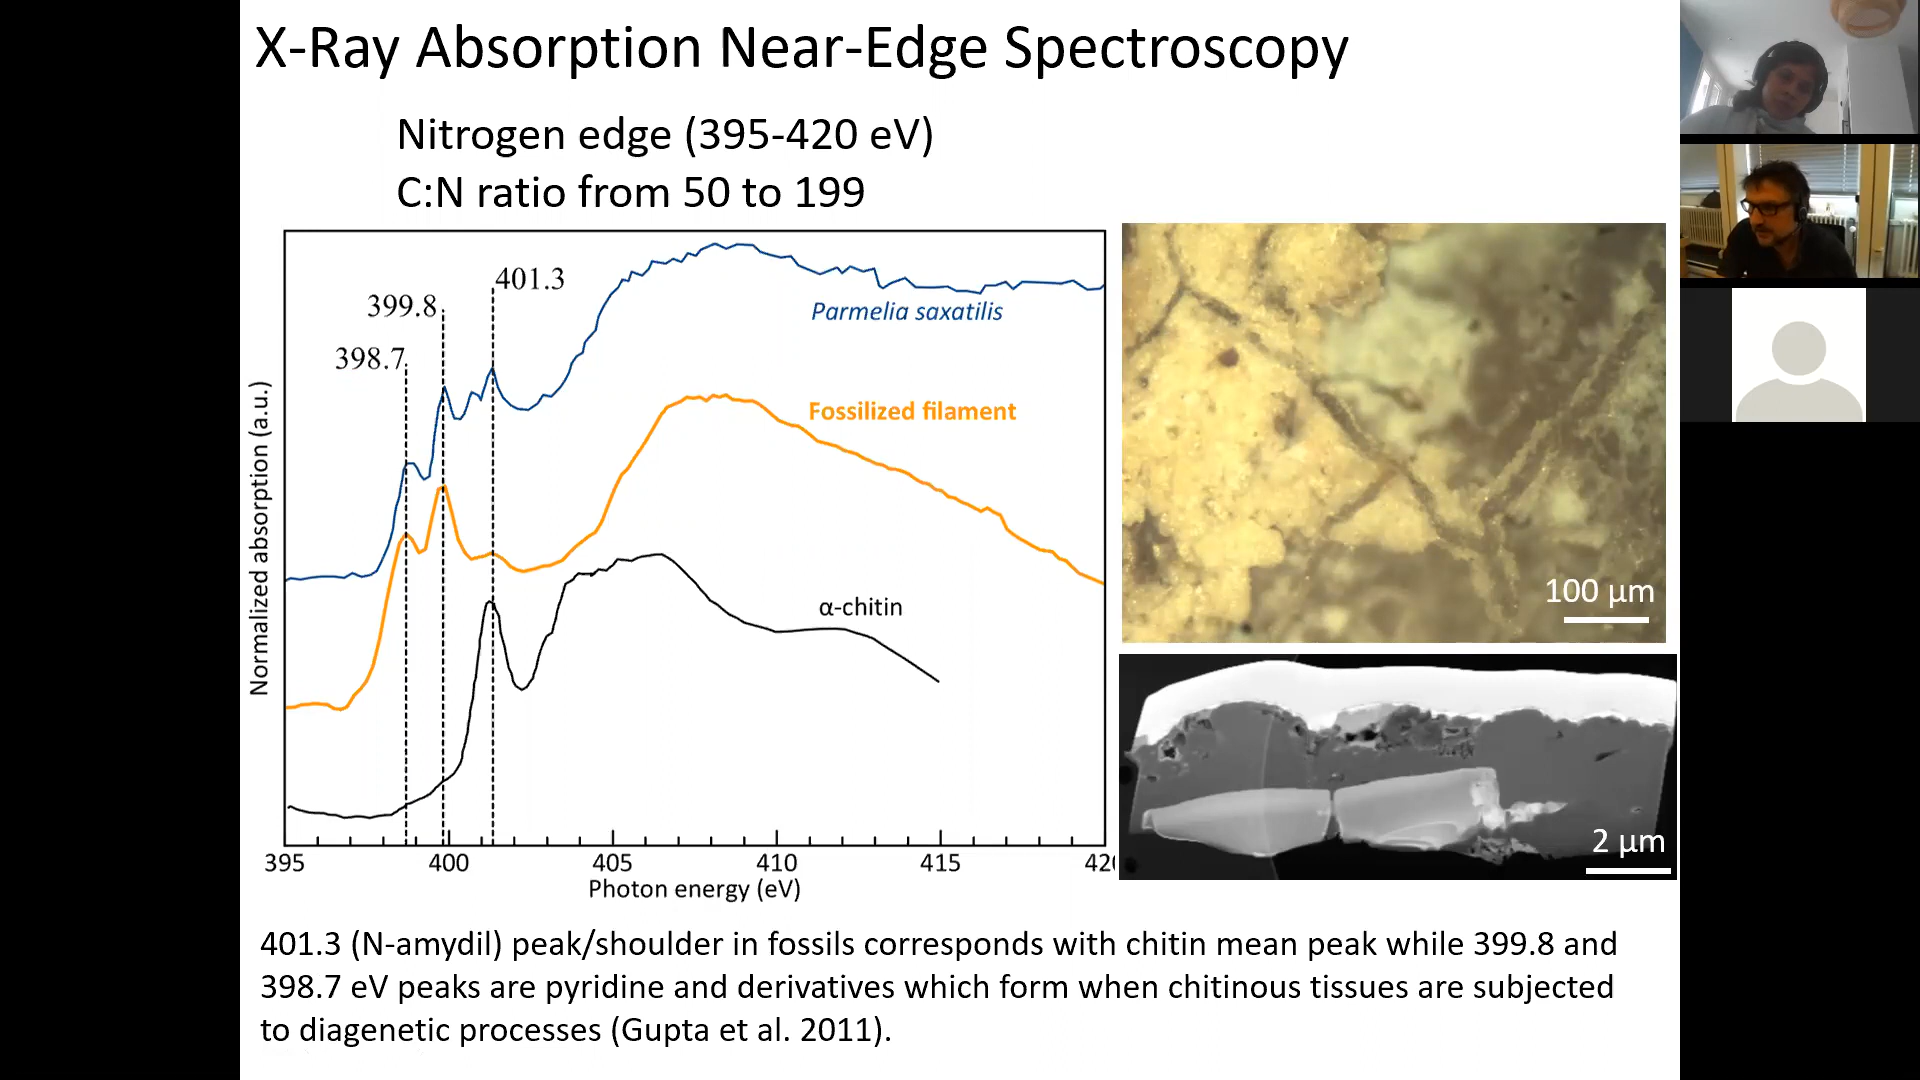 X-Ray Absorption Near-Edge Spectroscopy
Nitrogen edge (395-420 eV)
C:N ratio from 50 to 199
401.3
399.8
398.7
Parmelia saxatilis
Fossilized filament
α-chitin
Normalized absorption (a.u.)
395 400 405 410 415 420
Photon energy (eV)
100 µm
2 µm
401.3 (N-amydil) peak/shoulder in fossils corresponds with chitin mean peak while 399.8 and
398.7 eV peaks are pyridine and derivatives which form when chitinous tissues are subjected
to diagenetic processes (Gupta et al. 2011).